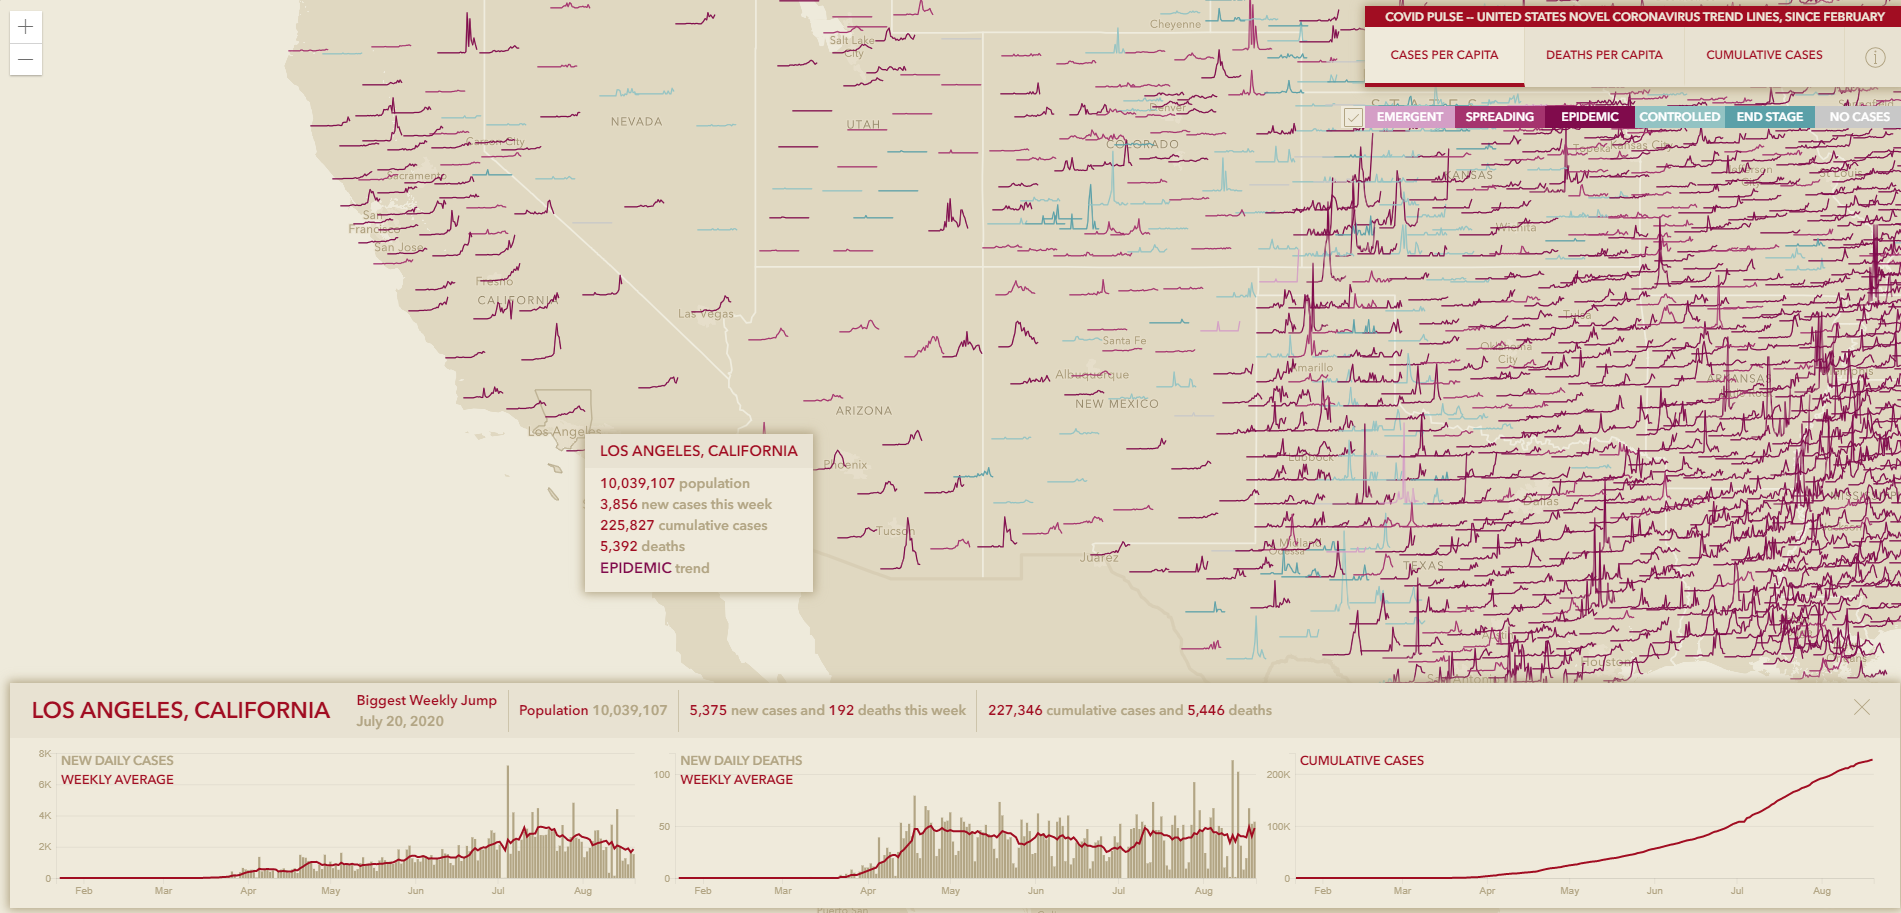 +
−
COVID PULSE – UNITED STATES NOVEL CORONAVIRUS TREND LINES, SINCE FEBRUARY
CASES PER CAPITA
DEATHS PER CAPITA
CUMULATIVE CASES
i
EMERGENT
SPREADING
EPIDEMIC
CONTROLLED
END STAGE
NO CASES
Cheyenne
Salt Lake
City
NEVADA
UTAH
Denver
COLORADO
Carson City
Sacramento
San
Francisco
San Jose
Fresno
CALIFORNIA
Las Vegas
Los Angeles
ARIZONA
Phoenix
Tucson
Santa Fe
Albuquerque
NEW MEXICO
Juárez
Topeka
Kansas City
Jefferson
City
St Louis
KANSAS
Wichita
Tulsa
Oklahoma
City
Amarillo
ARKANSAS
Lubbock
Dallas
Midland
Odessa
TEXAS
Austin
Houston
San Antonio
LOS ANGELES, CALIFORNIA
10,039,107 population
3,856 new cases this week
225,827 cumulative cases
5,392 deaths
EPIDEMIC trend
LOS ANGELES, CALIFORNIA
Biggest Weekly Jump
July 20, 2020
Population 10,039,107
5,375 new cases and 192 deaths this week
227,346 cumulative cases and 5,446 deaths
NEW DAILY CASES
WEEKLY AVERAGE
8K
6K
4K
2K
0
Feb Mar Apr May Jun Jul Aug
NEW DAILY DEATHS
WEEKLY AVERAGE
100
50
0
Feb Mar Apr May Jun Jul Aug
CUMULATIVE CASES
200K
100K
0
Feb Mar Apr May Jun Jul Aug